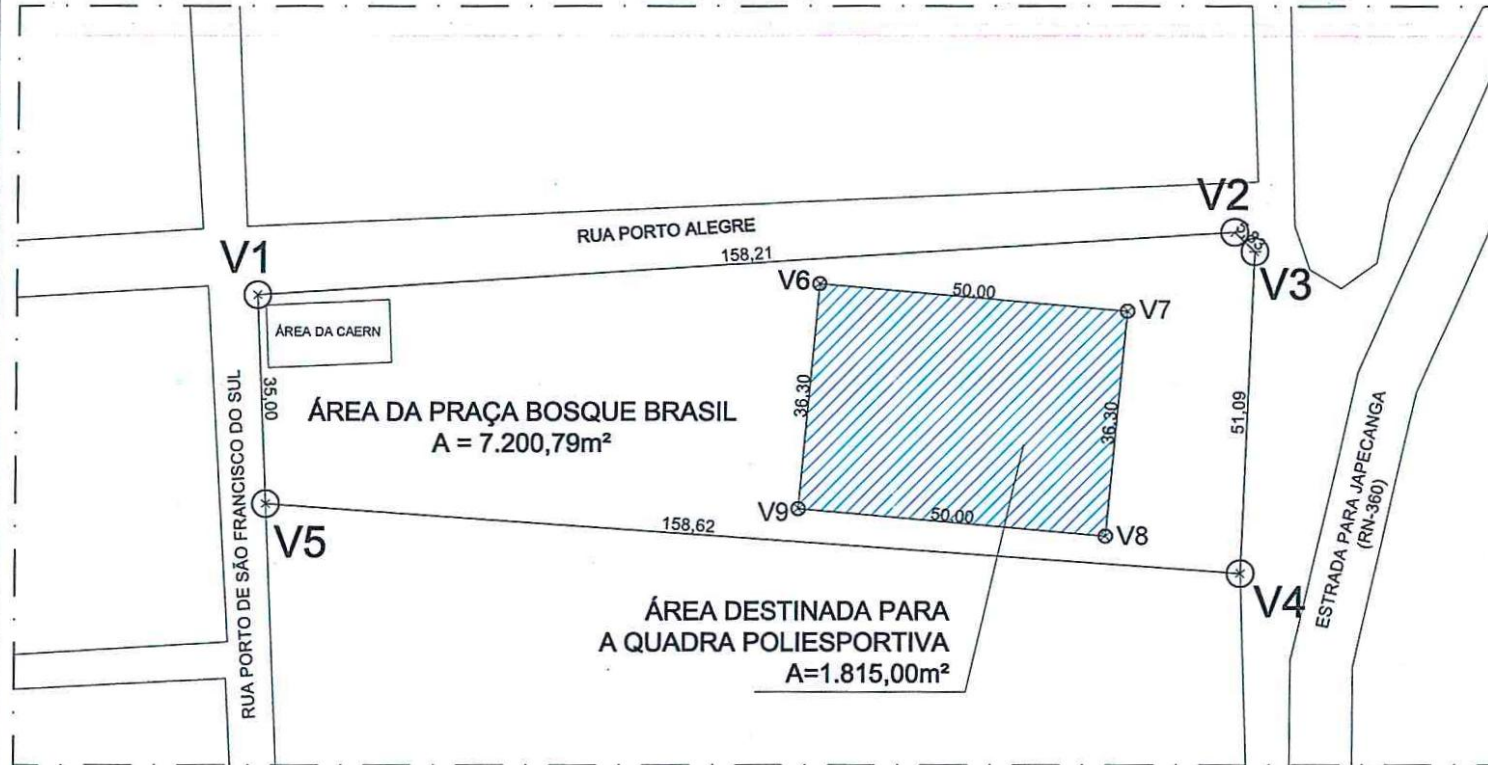 V2
RUA PORTO ALEGRE
158,21
V1
V3
V6
50,00
V7
ÁREA DA CAERN
35,00
36,30
36,30
51,09
ÁREA DA PRAÇA BOSQUE BRASIL
A = 7.200,79m²
RUA PORTO DE SÃO FRANCISCO DO SUL
ESTRADA PARA JAPECANGA
(RN-360)
V9
50,00
V8
V5
158,62
V4
ÁREA DESTINADA PARA
A QUADRA POLIESPORTIVA
A=1.815,00m²